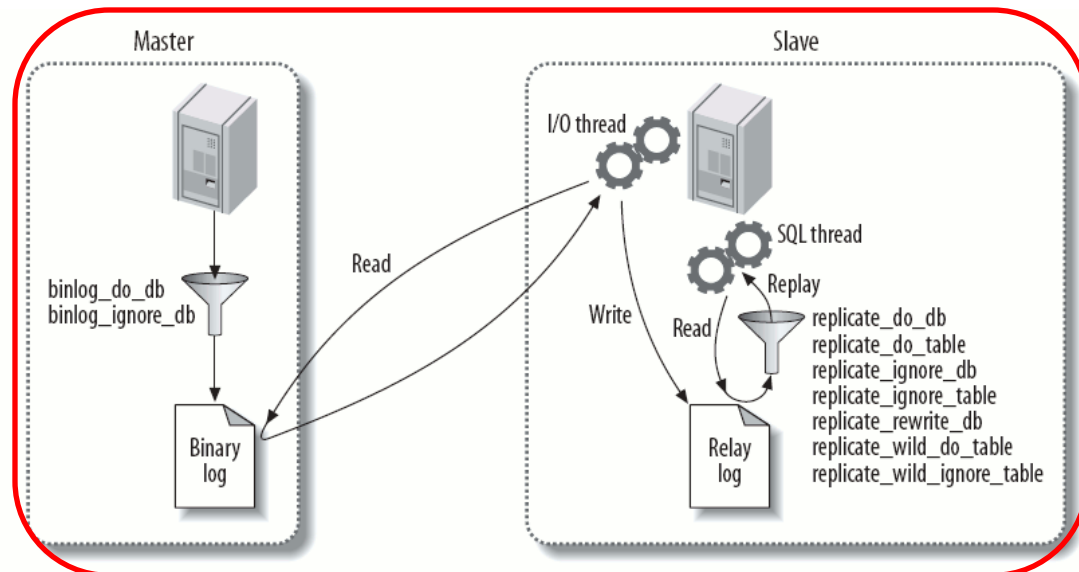 Master
Slave
I/O thread
SQL thread
Read
binlog_do_db
binlog_ignore_db
Write
Read
Replay
replicate_do_db
replicate_do_table
replicate_ignore_db
replicate_ignore_table
replicate_rewrite_db
replicate_wild_do_table
replicate_wild_ignore_table
Binary
log
Relay
log